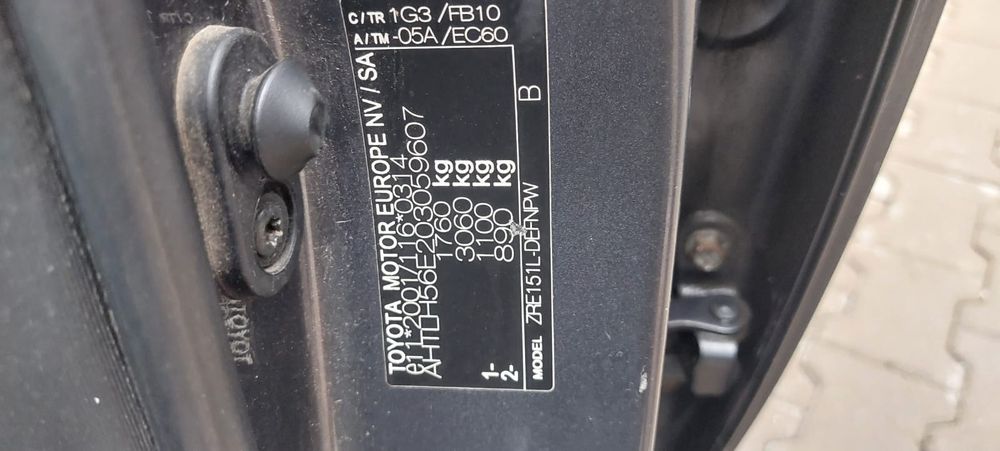 C/TR 1G3 /FB10
A/TM -05A /EC60
TOYOTA MOTOR EUROPE NV / SA
e11*2001/116*0314
AHTLH56E203059607
1760 kg
3060 kg
1- 1100 kg
2- 890 kg
MODEL ZRE151L-DEFNPW B